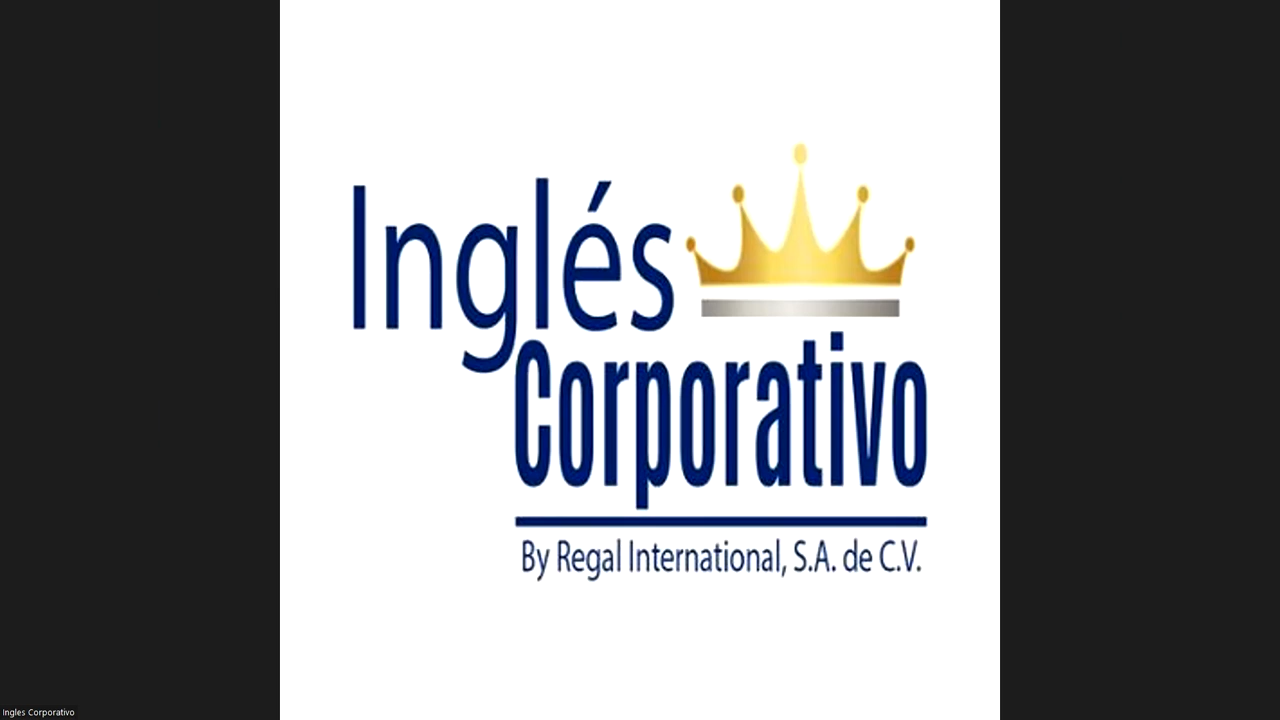 Inglés
Corporativo
By Regal International, S.A. de C.V.
Ingles Corporativo